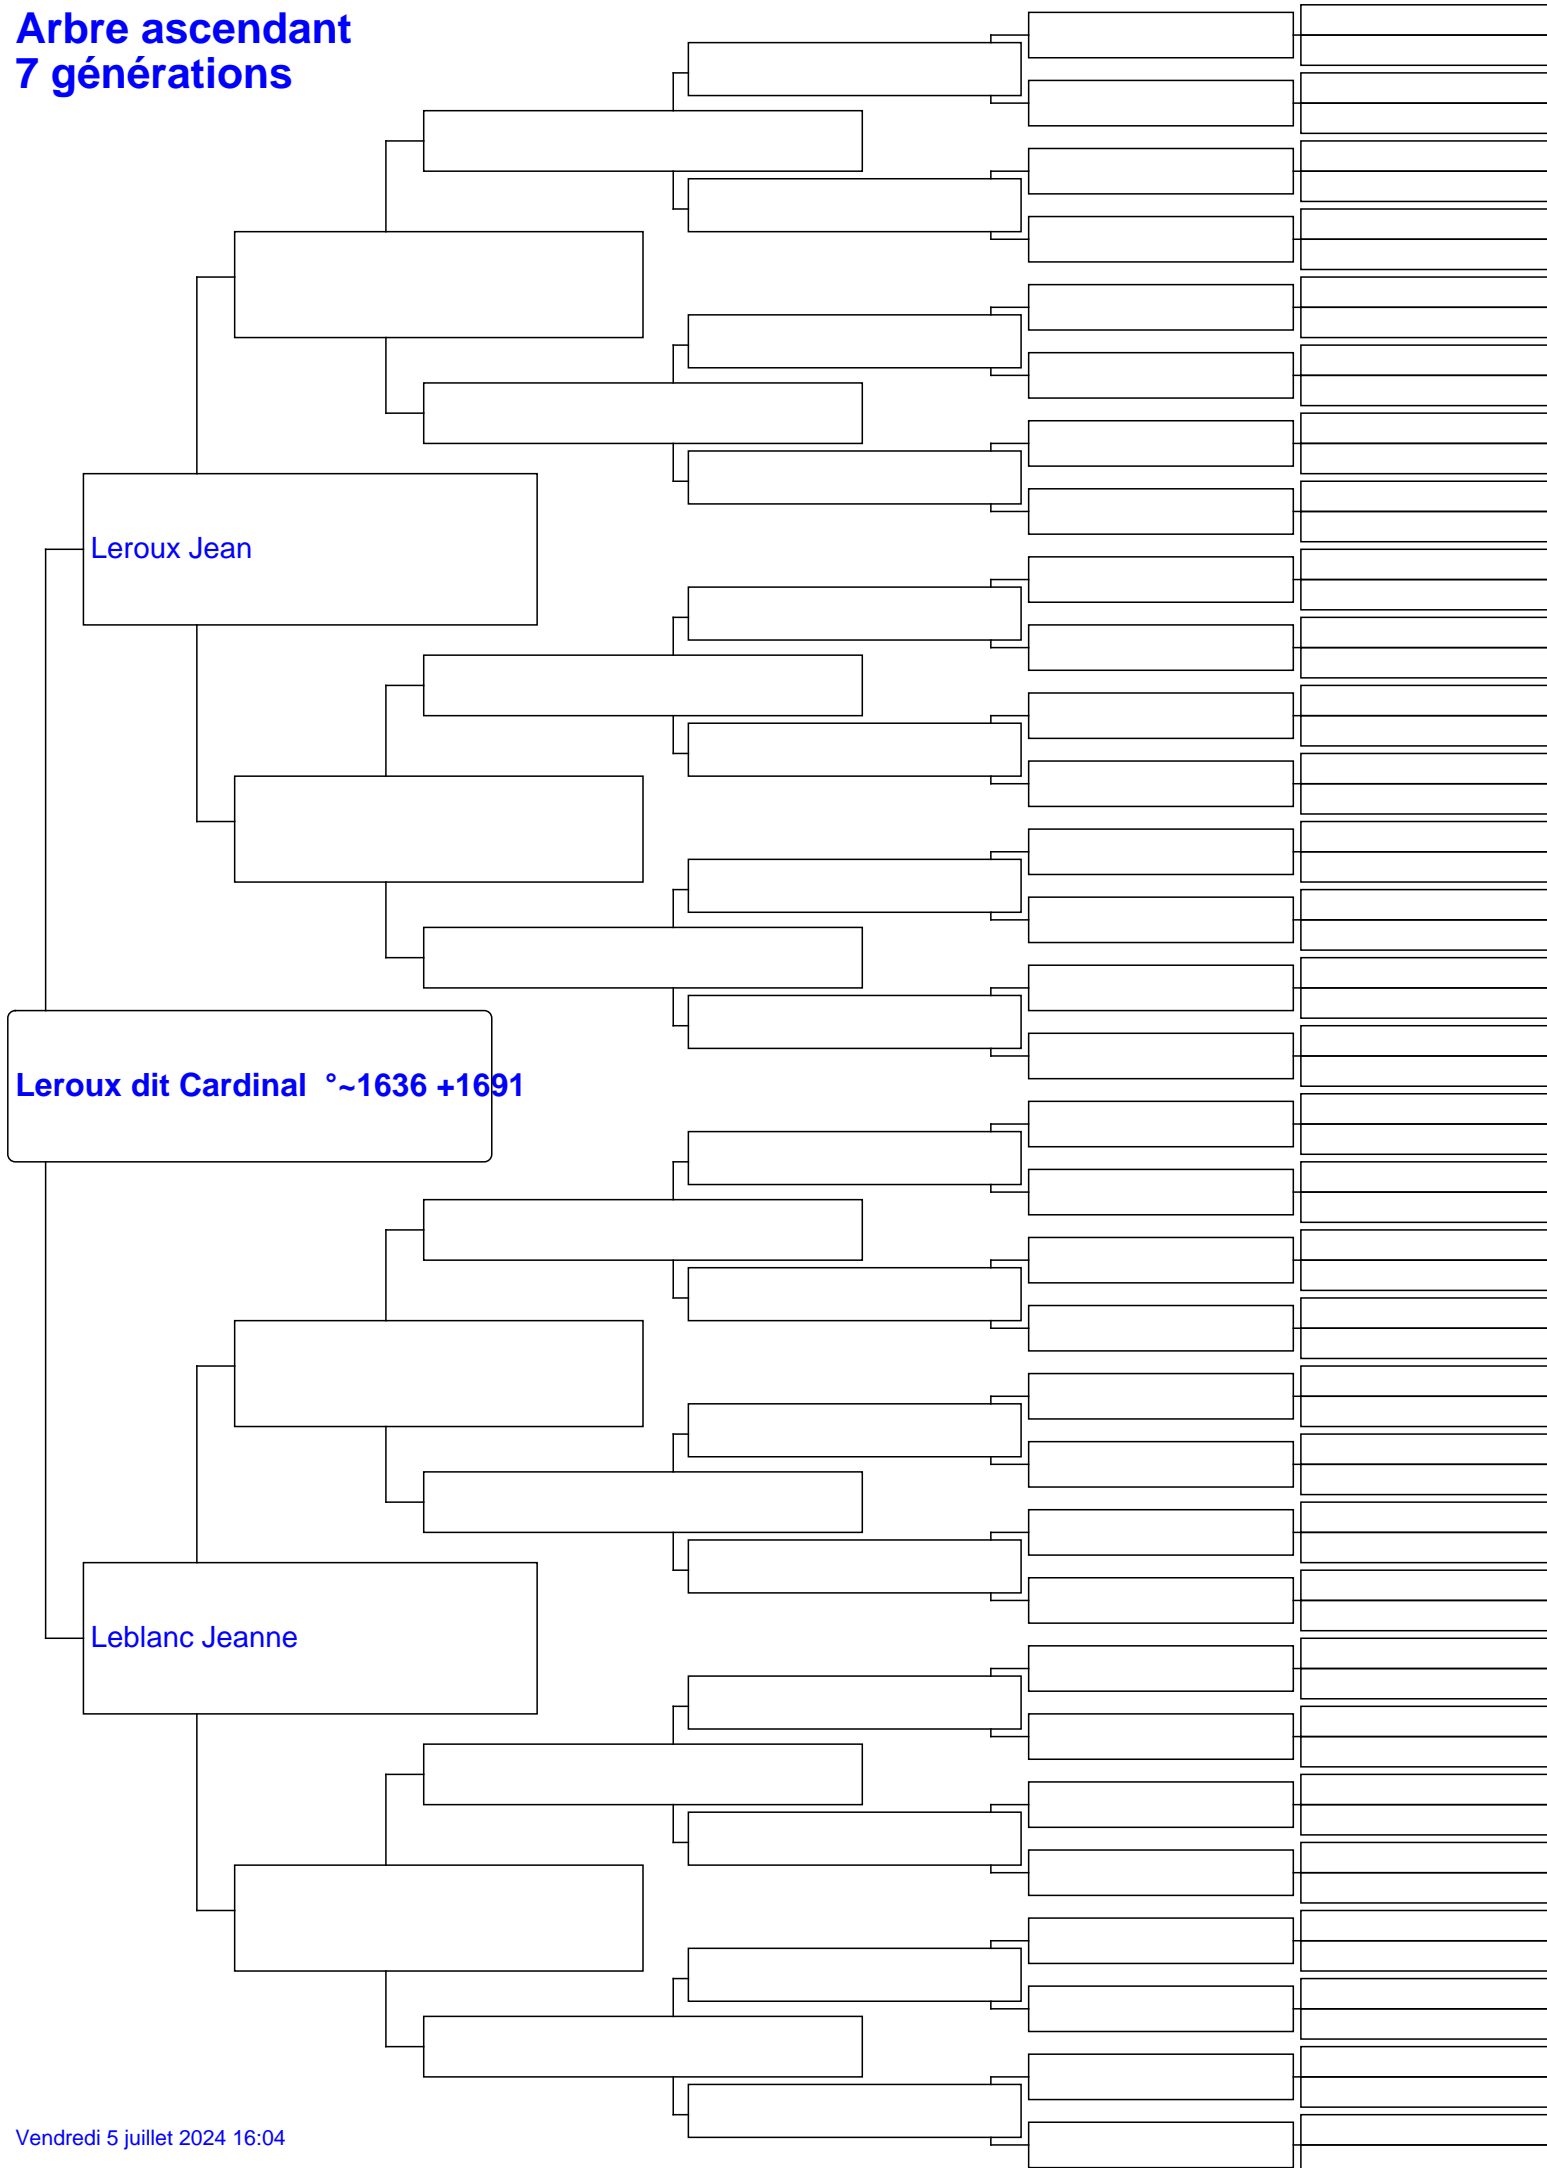 Arbre ascendant
7 générations
Leroux Jean
Leroux dit Cardinal  °~1636 +1691
Leblanc Jeanne
Vendredi 5 juillet 2024 16:04